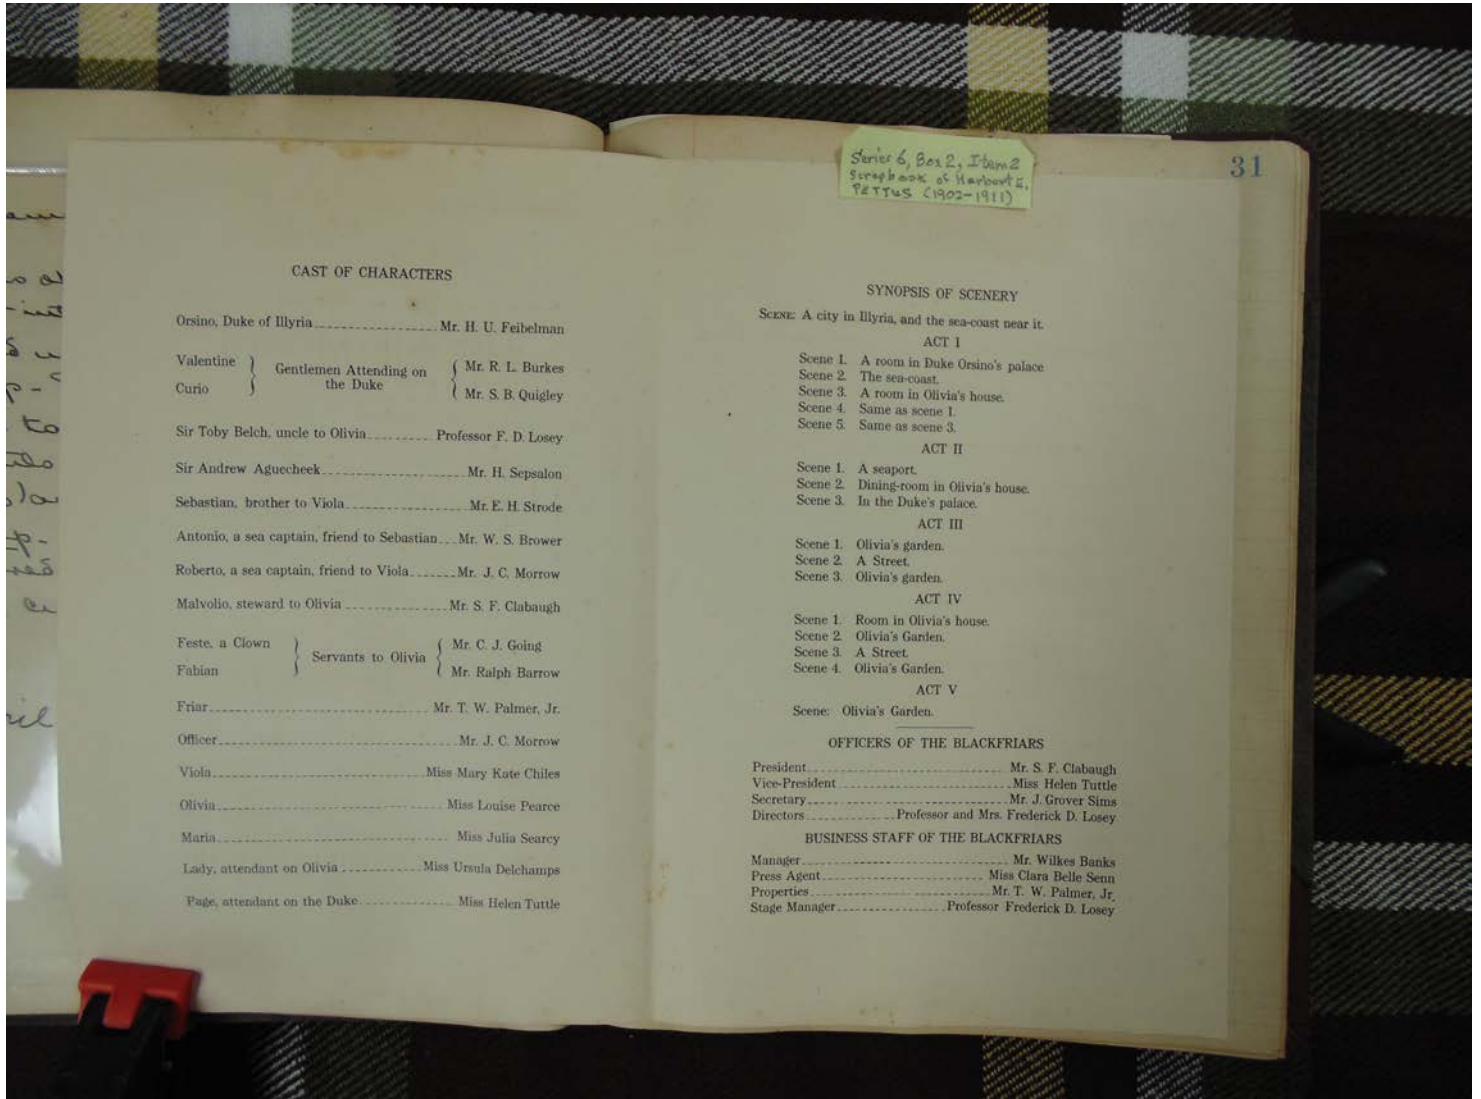 Series 6, Box 2, Item 2
Scrapbook of Harbort E.
PETTUS (1902-1911)
31
CAST OF CHARACTERS
Orsino, Duke of Illyria Mr. H. U. Feibelman
Valentine } Gentlemen Attending on { Mr. R. L. Burkes
Curio } the Duke { Mr. S. B. Quigley
Sir Toby Belch, uncle to Olivia Professor F. D. Losey
Sir Andrew Aguecheek Mr. H. Sepsalon
Sebastian, brother to Viola Mr. E. H. Strode
Antonio, a sea captain, friend to Sebastian Mr. W. S. Brower
Roberto, a sea captain, friend to Viola Mr. J. C. Morrow
Malvolio, steward to Olivia Mr. S. F. Clabaugh
Feste, a Clown } Servants to Olivia { Mr. C. J. Going
Fabian } { Mr. Ralph Barrow
Friar Mr. T. W. Palmer, Jr.
Officer Mr. J. C. Morrow
Viola Miss Mary Kate Chiles
Olivia Miss Louise Pearce
Maria Miss Julia Searcy
Lady, attendant on Olivia Miss Ursula Delchamps
Page, attendant on the Duke Miss Helen Tuttle
SYNOPSIS OF SCENERY
SCENE: A city in Illyria, and the sea-coast near it.
ACT I
Scene 1. A room in Duke Orsino's palace
Scene 2. The sea-coast.
Scene 3. A room in Olivia's house.
Scene 4. Same as scene 1.
Scene 5. Same as scene 3.
ACT II
Scene 1. A seaport.
Scene 2. Dining-room in Olivia's house.
Scene 3. In the Duke's palace.
ACT III
Scene 1. Olivia's garden.
Scene 2. A Street.
Scene 3. Olivia's garden.
ACT IV
Scene 1. Room in Olivia's house.
Scene 2. Olivia's Garden.
Scene 3. A Street.
Scene 4. Olivia's Garden.
ACT V
Scene: Olivia's Garden.
OFFICERS OF THE BLACKFRIARS
President Mr. S. F. Clabaugh
Vice-President Miss Helen Tuttle
Secretary Mr. J. Grover Sims
Directors Professor and Mrs. Frederick D. Losey
BUSINESS STAFF OF THE BLACKFRIARS
Manager Mr. Wilkes Banks
Press Agent Miss Clara Belle Senn
Properties Mr. T. W. Palmer, Jr.
Stage Manager Professor Frederick D. Losey